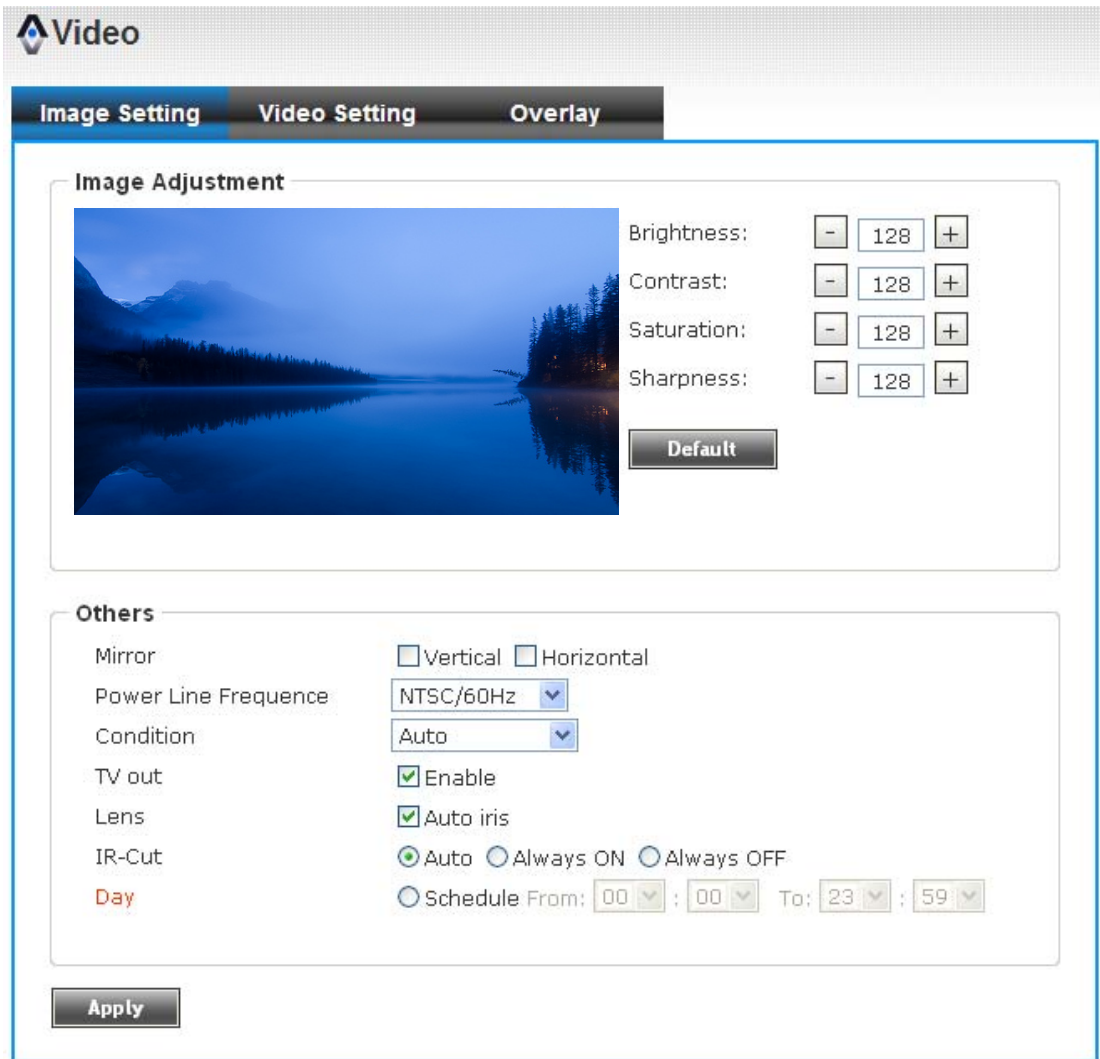 Video
Image Setting Video Setting Overlay
Image Adjustment
Brightness: - 128 +
Contrast: - 128 +
Saturation: - 128 +
Sharpness: - 128 +
Default
Others
Mirror Vertical Horizontal
Power Line Frequence NTSC/60Hz
Condition Auto
TV out Enable
Lens Auto iris
IR-Cut Auto Always ON Always OFF
Day Schedule From: 00 : 00 To: 23 : 59
Apply